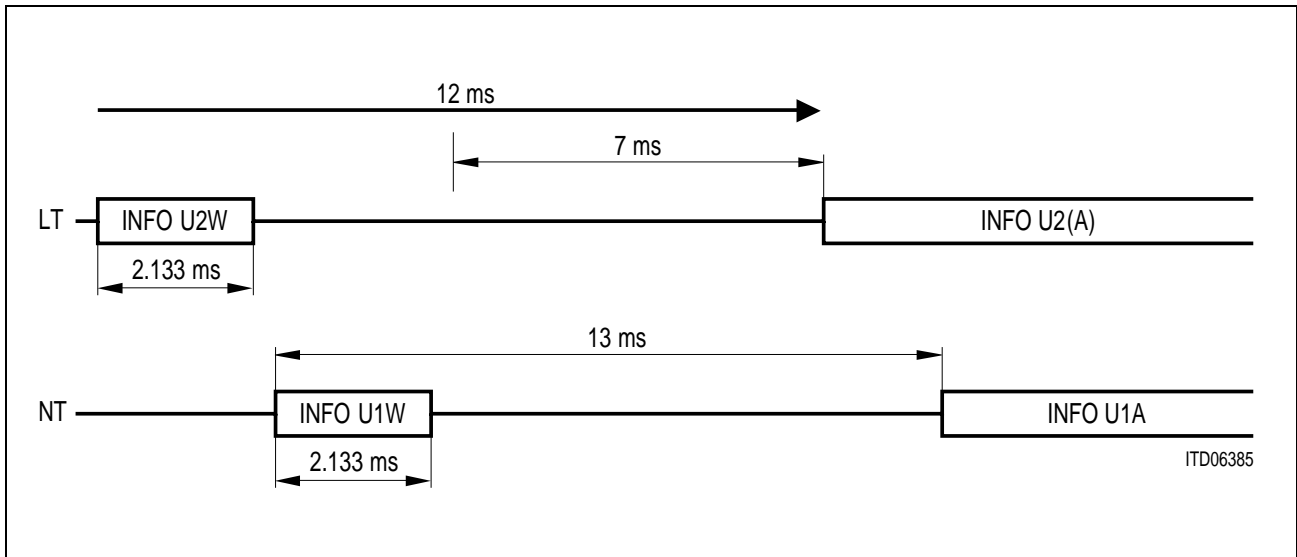 12 ms
7 ms
LT INFO U2W INFO U2(A)
2.133 ms
13 ms
NT INFO U1W INFO U1A
2.133 ms
ITD06385